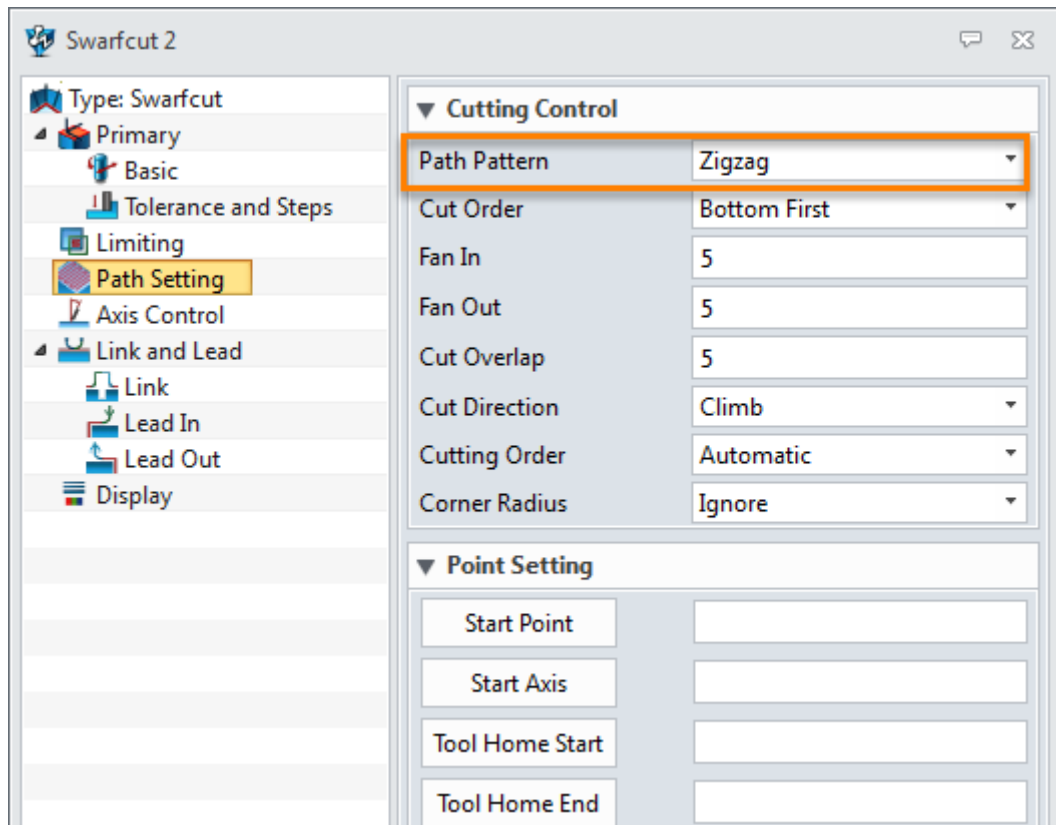 Swarfcut 2
Type: Swarfcut
Primary
Basic
Tolerance and Steps
Limiting
Path Setting
Axis Control
Link and Lead
Link
Lead In
Lead Out
Display
Cutting Control
Path Pattern Zigzag
Cut Order Bottom First
Fan In 5
Fan Out 5
Cut Overlap 5
Cut Direction Climb
Cutting Order Automatic
Corner Radius Ignore
Point Setting
Start Point
Start Axis
Tool Home Start
Tool Home End